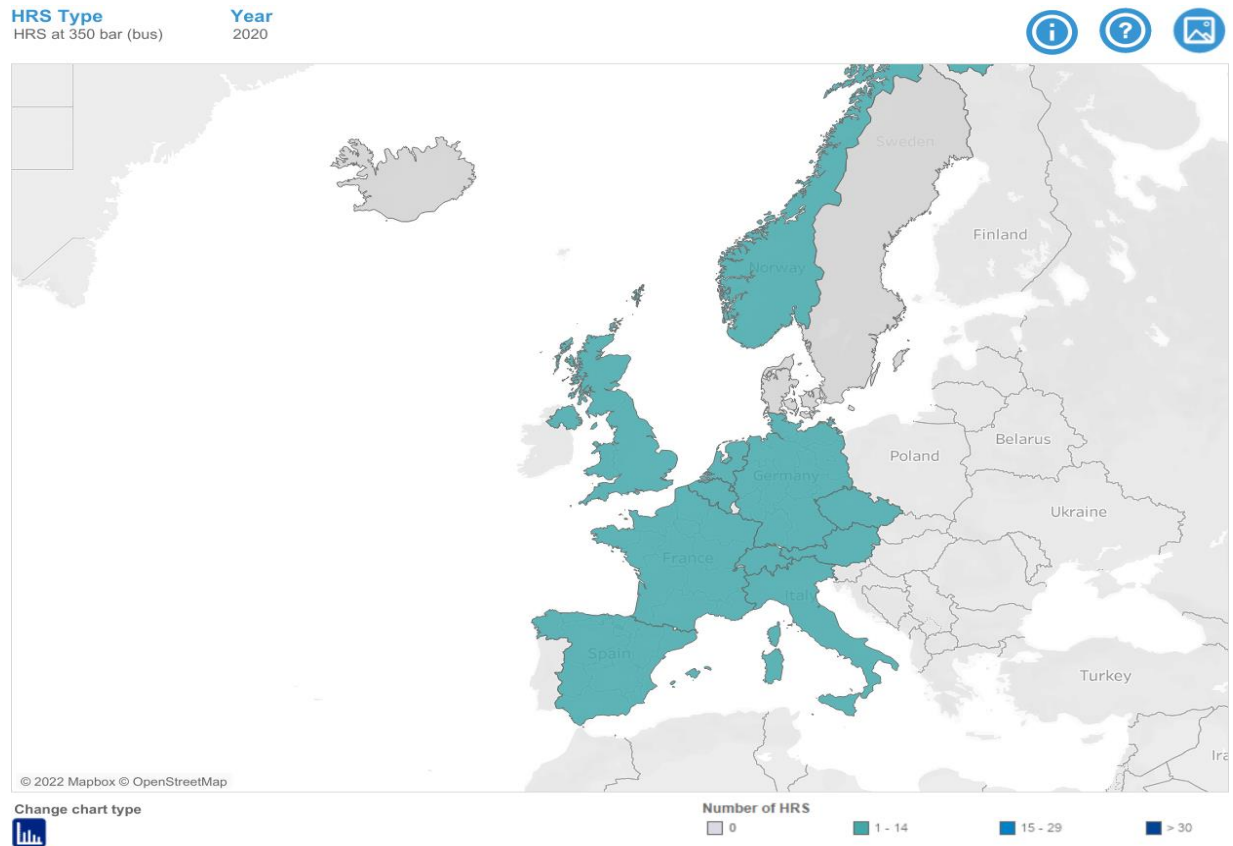 HRS Type
HRS at 350 bar (bus)
Year
2020
Sweden
Finland
Norway
Belarus
Poland
Germany
Ukraine
France
Italy
Spain
Turkey
Ira
© 2022 Mapbox © OpenStreetMap
Change chart type
Number of HRS
0
1 - 14
15 - 29
> 30